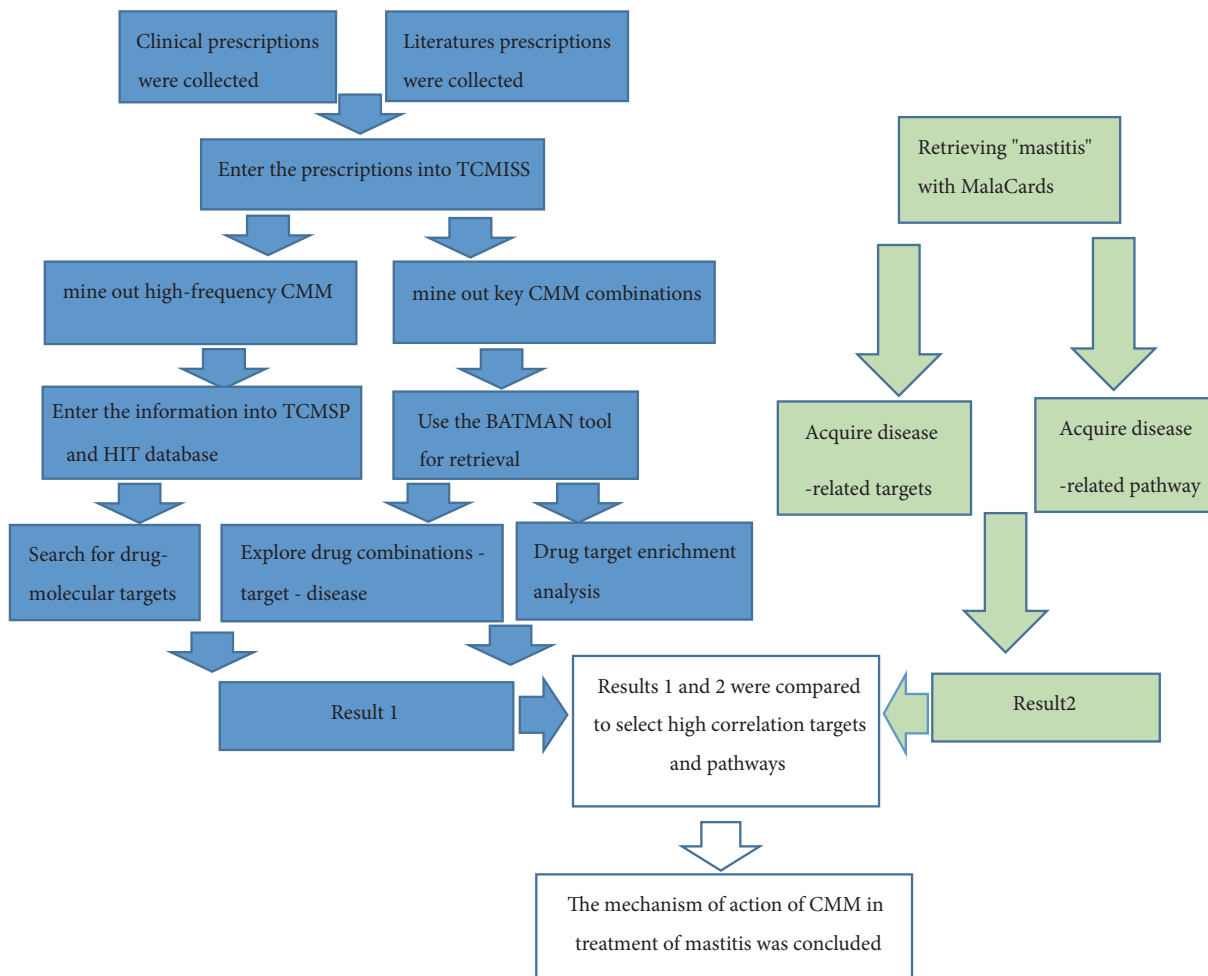 Clinical prescriptions
were collected
Literatures prescriptions
were collected
Enter the prescriptions into TCMISS
mine out high-frequency CMM
mine out key CMM combinations
Enter the information into TCMSP
and HIT database
Use the BATMAN tool
for retrieval
Search for drug-
molecular targets
Explore drug combinations -
target - disease
Drug target enrichment
analysis
Result 1
Retrieving "mastitis"
with MalaCards
Acquire disease
-related targets
Acquire disease
-related pathway
Result2
Results 1 and 2 were compared
to select high correlation targets
and pathways
The mechanism of action of CMM in
treatment of mastitis was concluded